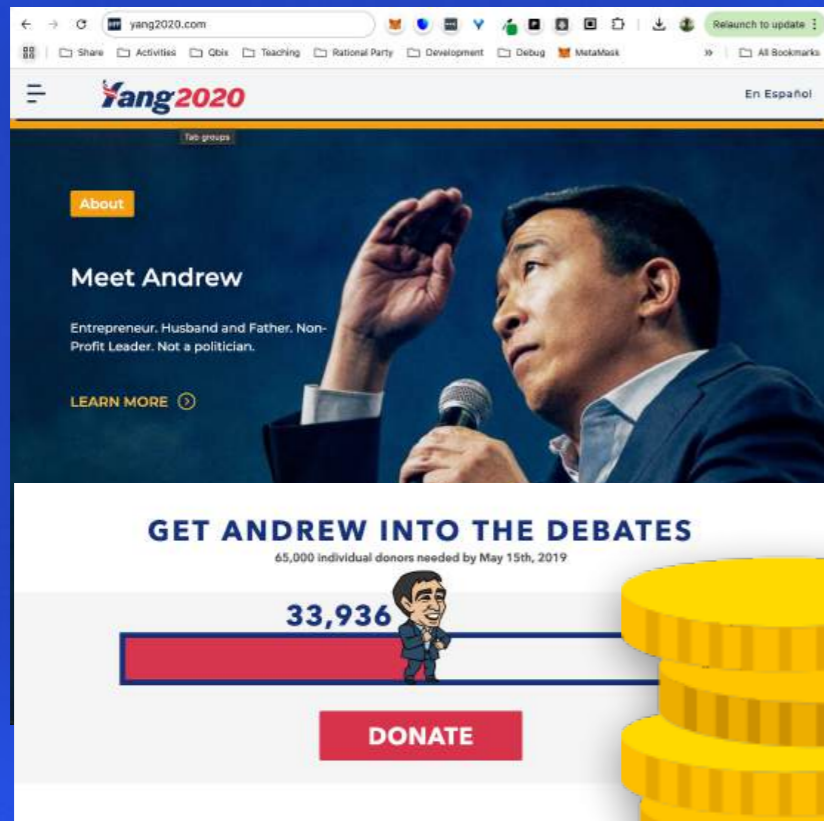 yang2020.com
Relaunch to update
Share Activities Qbix Teaching Rational Party Development Debug MetaMask » All Bookmarks
Yang2020
En Español
Tab groups
About
Meet Andrew
Entrepreneur. Husband and Father. Non-
Profit Leader. Not a politician.
LEARN MORE
GET ANDREW INTO THE DEBATES
65,000 individual donors needed by May 15th, 2019
33,936
DONATE